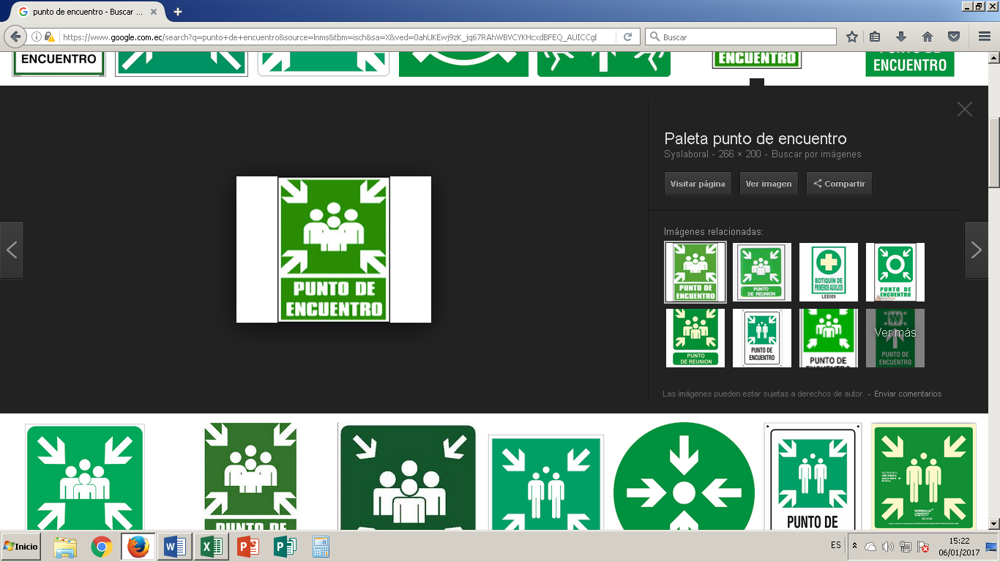 punto de encuentro - Buscar ...
https://www.google.com.ec/search?q=punto+de+encuentro&source=lnms&tbm=isch&sa=X&ved=0ahUKEwj9zK_jq67RAhWBVCYKHcxdBFEQ_AUICCgB
Buscar
ENCUENTRO
ENCUENTRO
PUNTO DE
ENCUENTRO
Paleta punto de encuentro
Syslaboral - 266 × 200 - Buscar por imágenes
Visitar página
Ver imagen
Compartir
PUNTO DE
ENCUENTRO
Imágenes relacionadas:
PUNTO DE
ENCUENTRO
PUNTO
DE REUNION
BOTIQUÍN DE
PRIMEROS AUXILIOS
LEE009
PUNTO DE
ENCUENTRO
PUNTO
DE REUNION
PUNTO DE
ENCUENTRO
PUNTO DE
ENCUENTRO
Ver más
PUNTO DE
ENCUENTRO
Las imágenes pueden estar sujetas a derechos de autor. - Enviar comentarios
PUNTO DE
PUNTO DE
NORMALUZ
Inicio
ES
15:22
06/01/2017